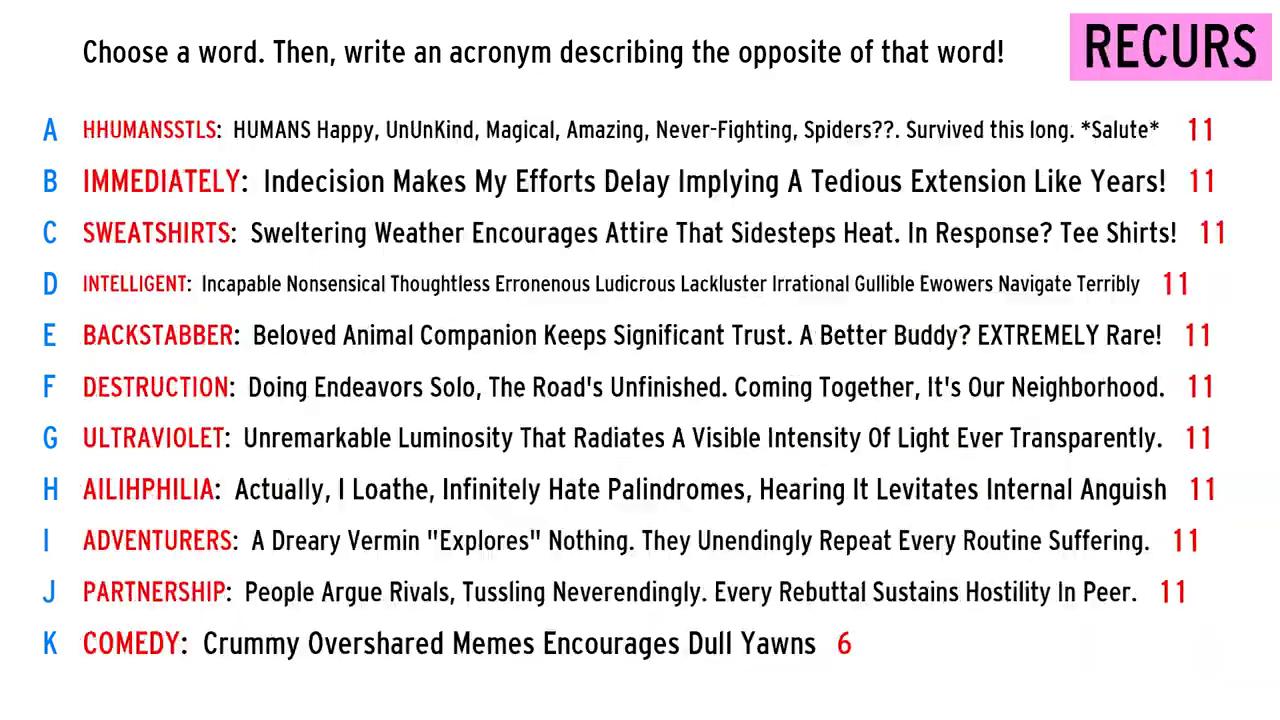 Choose a word. Then, write an acronym describing the opposite of that word!
RECURS
A HHUMANSSTLS: HUMANS Happy, UnUnKind, Magical, Amazing, Never-Fighting, Spiders??. Survived this long. *Salute* 11
B IMMEDIATELY: Indecision Makes My Efforts Delay Implying A Tedious Extension Like Years! 11
C SWEATSHIRTS: Sweltering Weather Encourages Attire That Sidesteps Heat. In Response? Tee Shirts! 11
D INTELLIGENT: Incapable Nonsensical Thoughtless Erronenous Ludicrous Lackluster Irrational Gullible Ewowers Navigate Terribly 11
E BACKSTABBER: Beloved Animal Companion Keeps Significant Trust. A Better Buddy? EXTREMELY Rare! 11
F DESTRUCTION: Doing Endeavors Solo, The Road's Unfinished. Coming Together, It's Our Neighborhood. 11
G ULTRAVIOLET: Unremarkable Luminosity That Radiates A Visible Intensity Of Light Ever Transparently. 11
H AILIHPHILIA: Actually, I Loathe, Infinitely Hate Palindromes, Hearing It Levitates Internal Anguish 11
I ADVENTURERS: A Dreary Vermin "Explores" Nothing. They Unendingly Repeat Every Routine Suffering. 11
J PARTNERSHIP: People Argue Rivals, Tussling Neverendingly. Every Rebuttal Sustains Hostility In Peer. 11
K COMEDY: Crummy Overshared Memes Encourages Dull Yawns 6